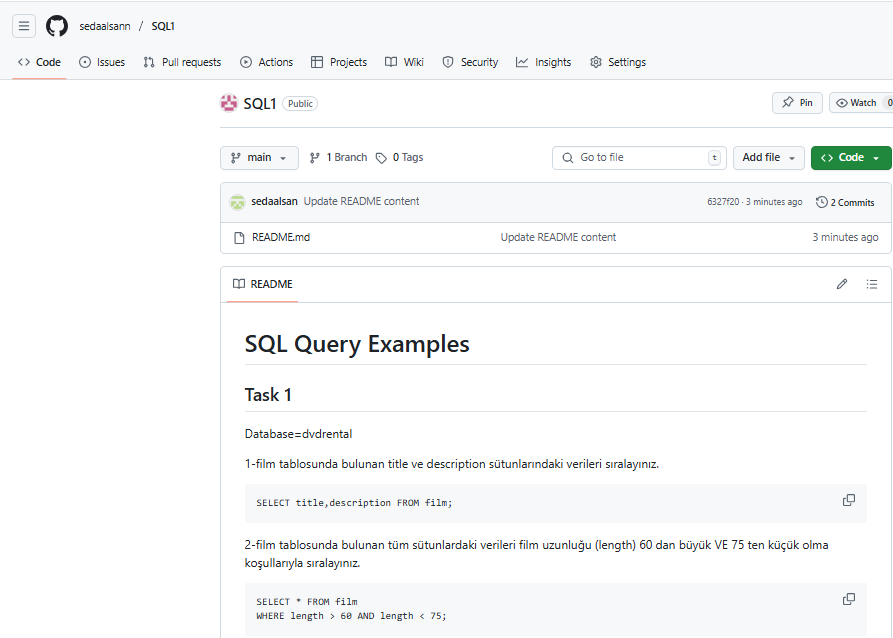 sedaalsann / SQL1
Code Issues Pull requests Actions Projects Wiki Security Insights Settings
SQL1 Public Pin Watch 0
main 1 Branch 0 Tags Go to file t Add file Code
sedaalsan Update README content 6327f20 · 3 minutes ago 2 Commits
README.md Update README content 3 minutes ago
README
SQL Query Examples
Task 1
Database=dvdrental
1-film tablosunda bulunan title ve description sütunlarındaki verileri sıralayınız.
SELECT title,description FROM film;
2-film tablosunda bulunan tüm sütunlardaki verileri film uzunluğu (length) 60 dan büyük VE 75 ten küçük olma
koşullarıyla sıralayınız.
SELECT * FROM film
WHERE length > 60 AND length < 75;